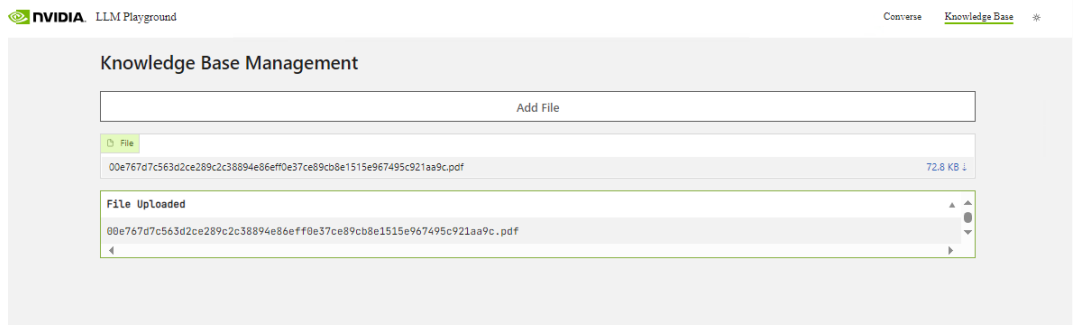 NVIDIA. LLM Playground Converse Knowledge Base
Knowledge Base Management
Add File
File
00e767d7c563d2ce289c2c38894e86eff0e37ce89cb8e1515e967495c921aa9c.pdf 72.8 KB ↓
File Uploaded
00e767d7c563d2ce289c2c38894e86eff0e37ce89cb8e1515e967495c921aa9c.pdf